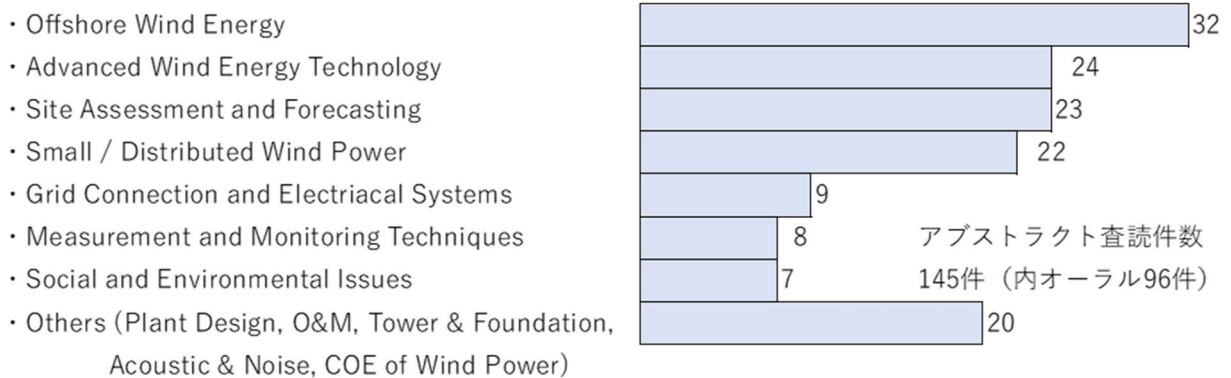 ・Offshore Wind Energy 32
・Advanced Wind Energy Technology 24
・Site Assessment and Forecasting 23
・Small / Distributed Wind Power 22
・Grid Connection and Electriacal Systems 9
・Measurement and Monitoring Techniques 8 アブストラクト査読件数
・Social and Environmental Issues 7 145件（内オーラル96件）
・Others (Plant Design, O&M, Tower & Foundation, 20
Acoustic & Noise, COE of Wind Power)